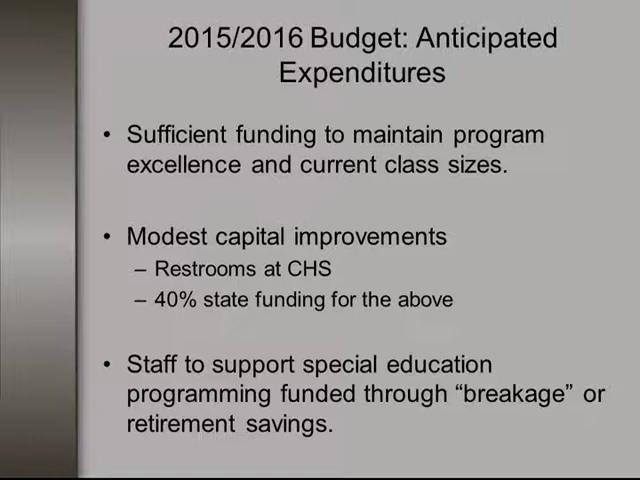 2015/2016 Budget: Anticipated
Expenditures
• Sufficient funding to maintain program
excellence and current class sizes.
• Modest capital improvements
– Restrooms at CHS
– 40% state funding for the above
• Staff to support special education
programming funded through “breakage” or
retirement savings.